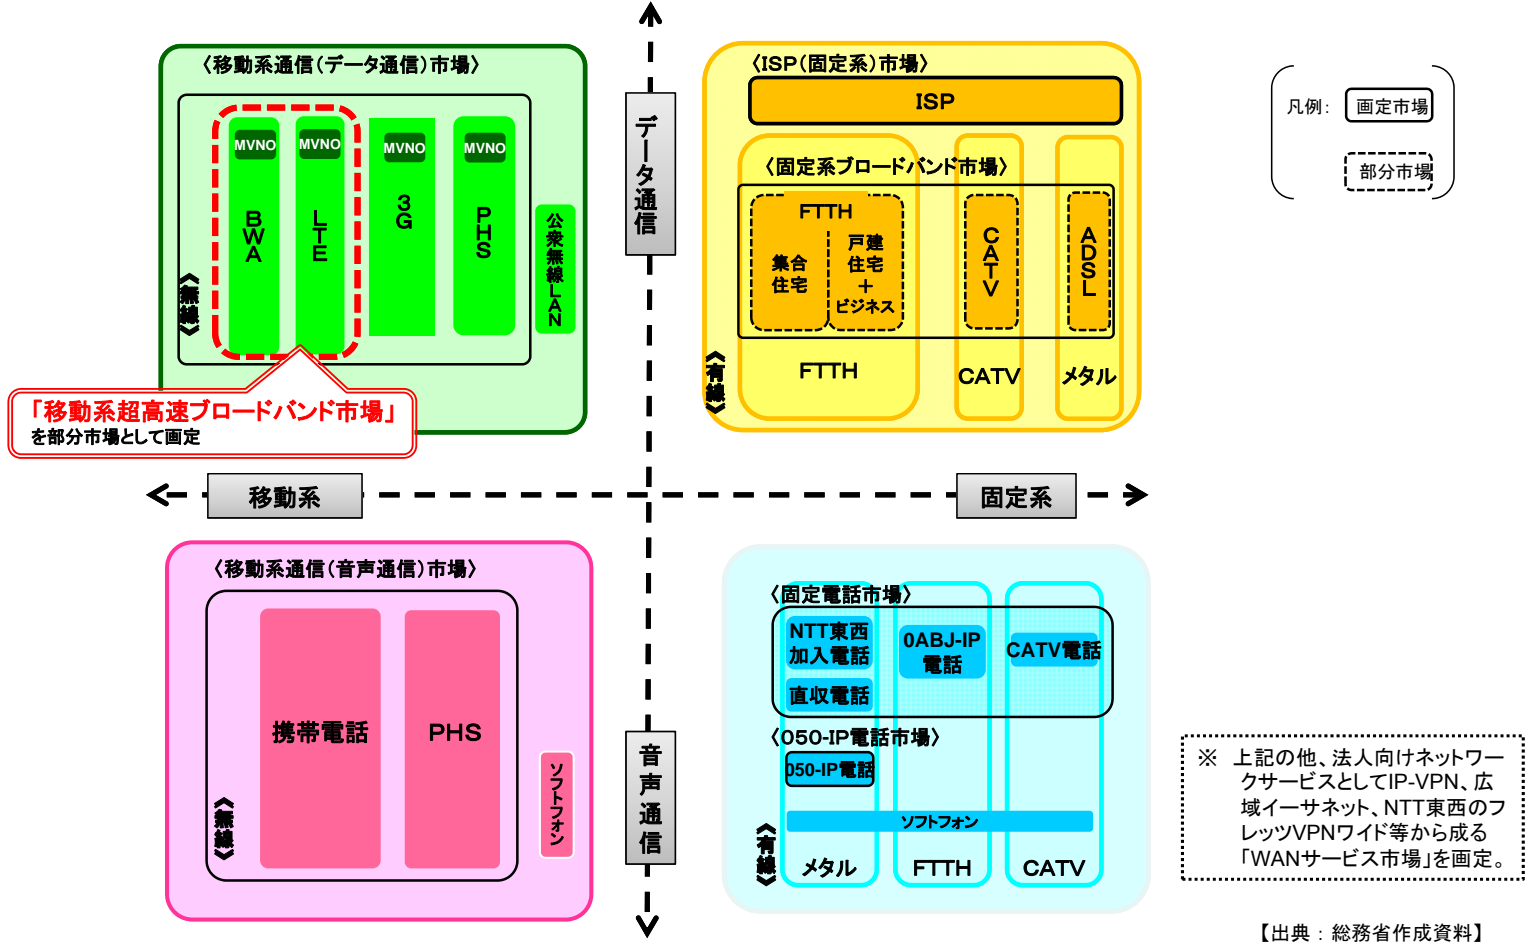 〈移動系通信(データ通信)市場〉
MVNO
MVNO
MVNO
MVNO
BWA
LTE
3G
PHS
公衆無線LAN
《無線》
「移動系超高速ブロードバンド市場」
を部分市場として画定
データ通信
〈ISP(固定系)市場〉
ISP
〈固定系ブロードバンド市場〉
FTTH
集合
住宅
戸建
住宅
+
ビジネス
CATV
ADSL
《有線》
FTTH
CATV
メタル
凡例:
画定市場
部分市場
移動系
固定系
〈移動系通信(音声通信)市場〉
携帯電話
PHS
ソフトフォン
《無線》
音声通信
〈固定電話市場〉
NTT東西
加入電話
直収電話
0ABJ-IP
電話
CATV電話
〈050-IP電話市場〉
050-IP電話
ソフトフォン
《有線》
メタル
FTTH
CATV
※ 上記の他、法人向けネットワー
クサービスとしてIP-VPN、広
域イーサネット、NTT東西のフ
レッツVPNワイド等から成る
「WANサービス市場」を画定。
【出典:総務省作成資料】